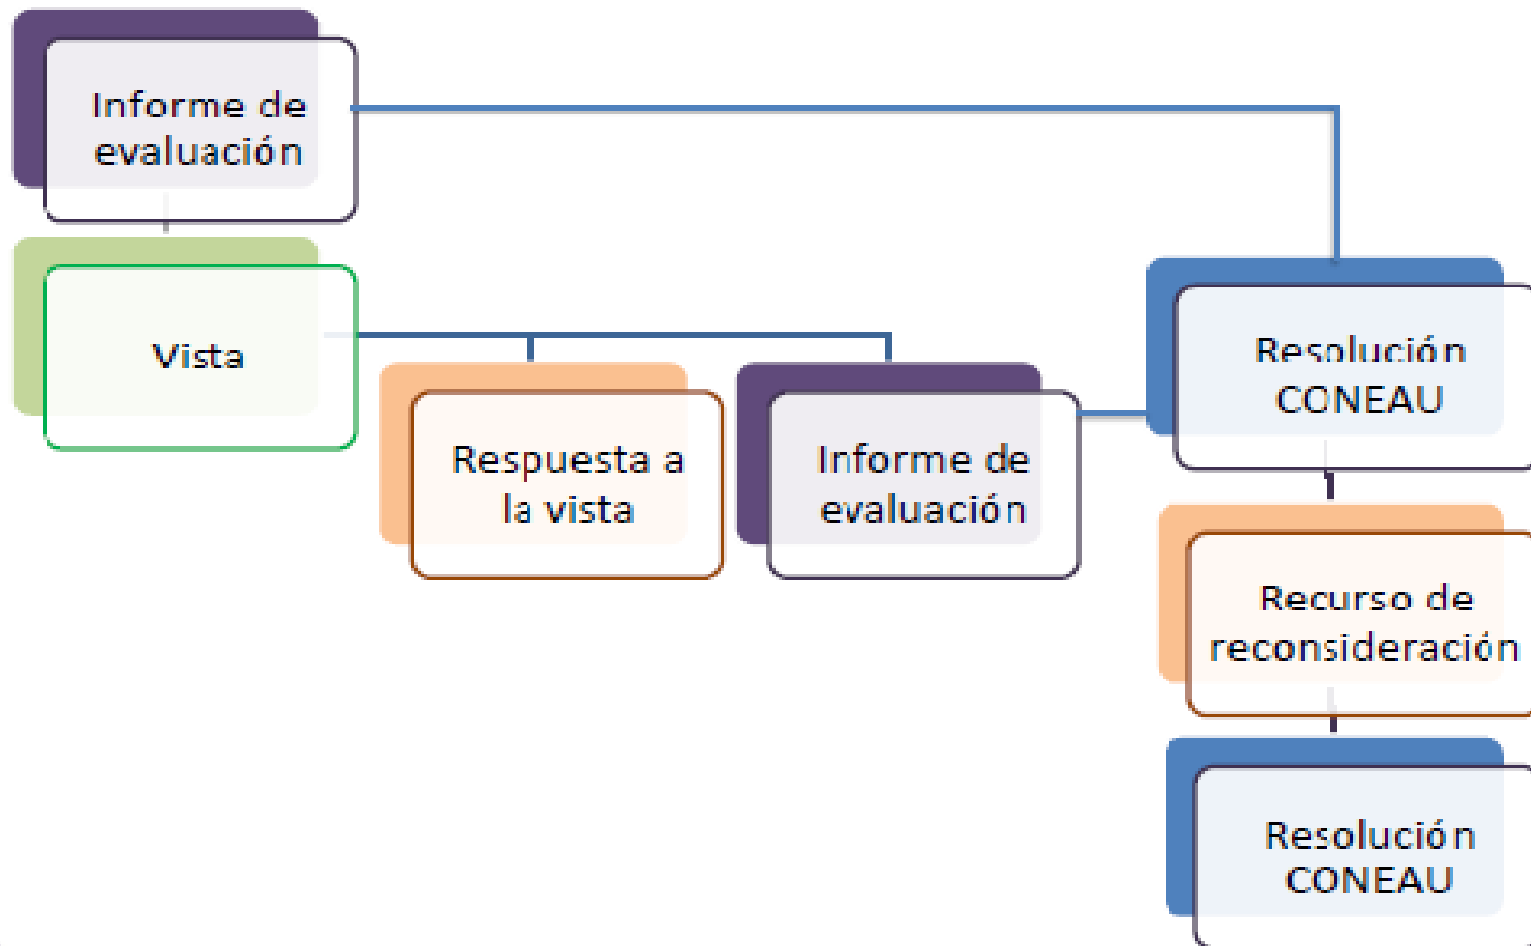 Informe de
evaluación
Vista
Respuesta a
la vista
Informe de
evaluación
Resolución
CONEAU
Recurso de
reconsideración
Resolución
CONEAU